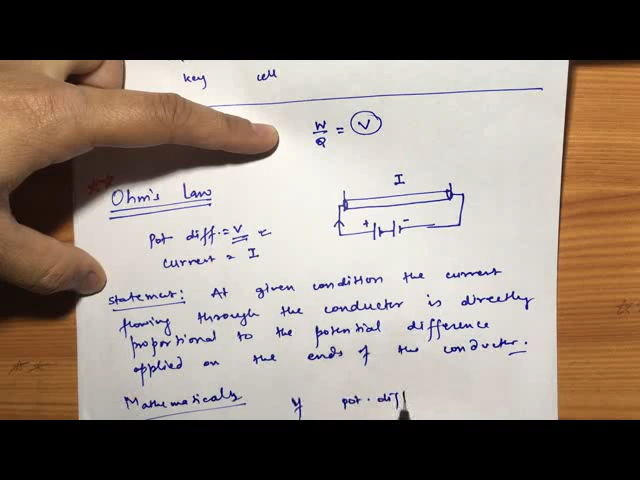 key cell
W/Q = V
Ohm's Law
I
Pot diff. = V
current = I
+ -
statement: At given condition the current
flowing through the conductor is directly
proportional to the potential difference
applied on the ends of the conductor.
Mathematically If pot. diff